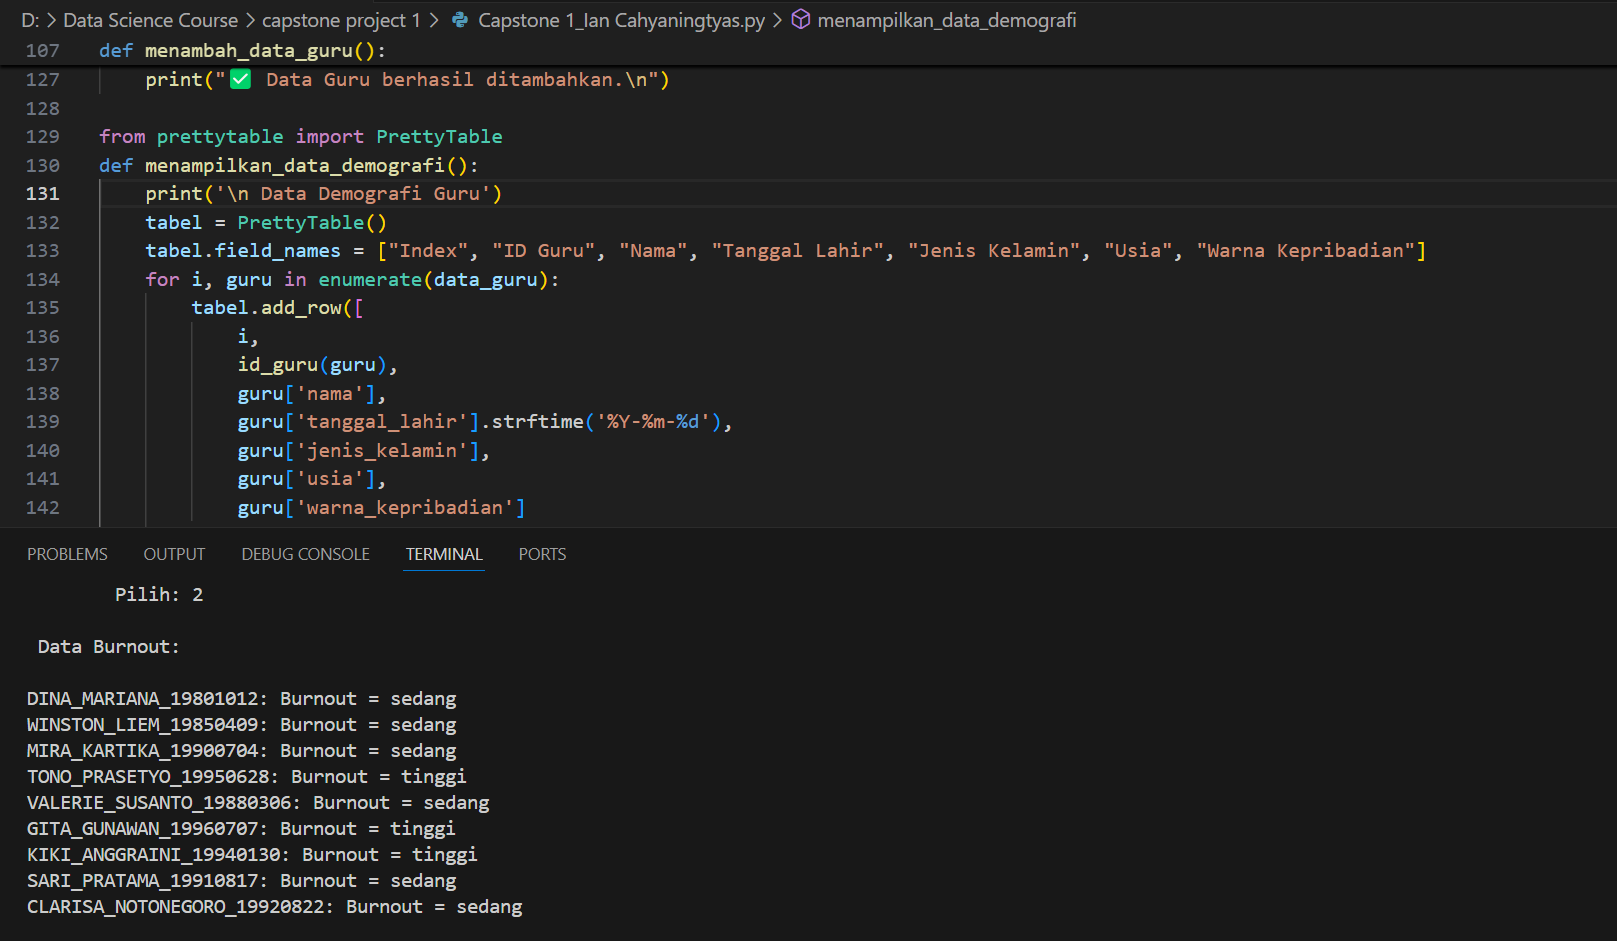 D: > Data Science Course > capstone project 1 > Capstone 1_Ian Cahyaningtyas.py > menampilkan_data_demografi
107 def menambah_data_guru():
127 print("✅ Data Guru berhasil ditambahkan.\n")
128
129 from prettytable import PrettyTable
130 def menampilkan_data_demografi():
131 print('\n Data Demografi Guru')
132 tabel = PrettyTable()
133 tabel.field_names = ["Index", "ID Guru", "Nama", "Tanggal Lahir", "Jenis Kelamin", "Usia", "Warna Kepribadian"]
134 for i, guru in enumerate(data_guru):
135 tabel.add_row([
136 i,
137 id_guru(guru),
138 guru['nama'],
139 guru['tanggal_lahir'].strftime('%Y-%m-%d'),
140 guru['jenis_kelamin'],
141 guru['usia'],
142 guru['warna_kepribadian']
PROBLEMS OUTPUT DEBUG CONSOLE TERMINAL PORTS
Pilih: 2
Data Burnout:
DINA_MARIANA_19801012: Burnout = sedang
WINSTON_LIEM_19850409: Burnout = sedang
MIRA_KARTIKA_19900704: Burnout = sedang
TONO_PRASETYO_19950628: Burnout = tinggi
VALERIE_SUSANTO_19880306: Burnout = sedang
GITA_GUNAWAN_19960707: Burnout = tinggi
KIKI_ANGGRAINI_19940130: Burnout = tinggi
SARI_PRATAMA_19910817: Burnout = sedang
CLARISA_NOTONEGORO_19920822: Burnout = sedang